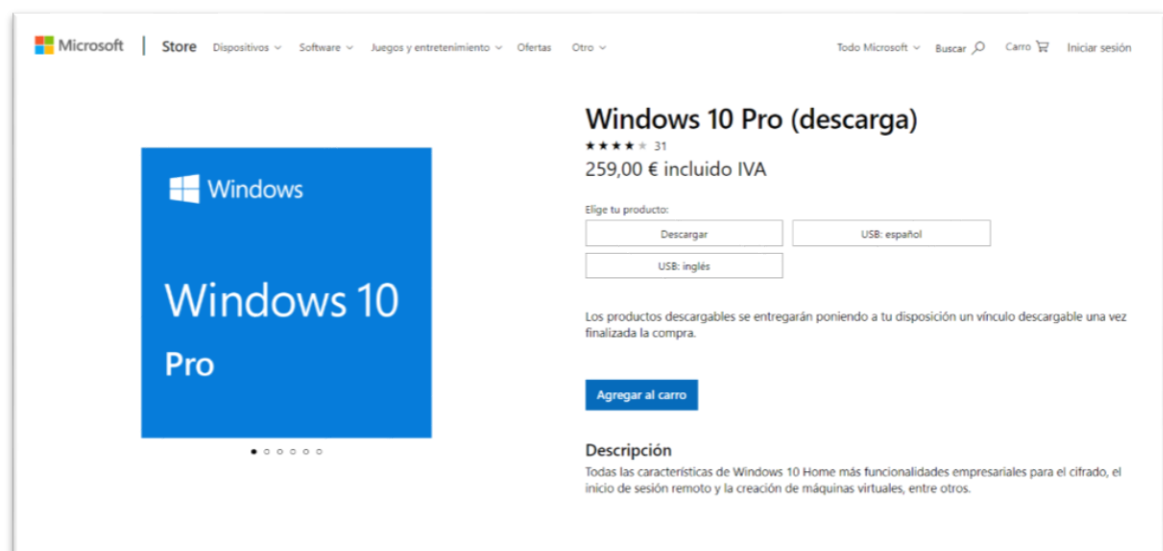 Microsoft Store Dispositivos Software Juegos y entretenimiento Ofertas Otro Todo Microsoft Buscar Carro Iniciar sesión
Windows
Windows 10
Pro
Windows 10 Pro (descarga)
31
259,00 € incluido IVA
Elige tu producto:
Descargar USB: español
USB: inglés
Los productos descargables se entregarán poniendo a tu disposición un vínculo descargable una vez
finalizada la compra.
Agregar al carro
Descripción
Todas las características de Windows 10 Home más funcionalidades empresariales para el cifrado, el
inicio de sesión remoto y la creación de máquinas virtuales, entre otros.